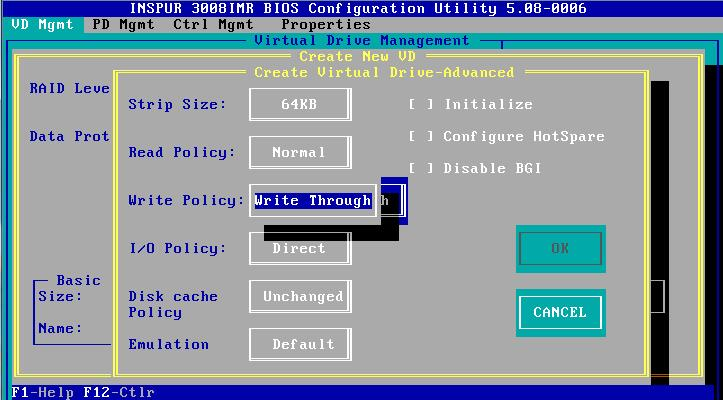 INSPUR 3008IMR BIOS Configuration Utility 5.08-0006
VD Mgmt PD Mgmt Ctrl Mgmt Properties
Virtual Drive Management
Create New VD
Create Virtual Drive-Advanced
RAID Leve
Strip Size: 64KB [ ] Initialize
Data Prot
[ ] Configure HotSpare
Read Policy: Normal
[ ] Disable BGI
Write Policy: Write Through h
I/O Policy: Direct OK
Basic
Size:
Disk cache Policy Unchanged
CANCEL
Name:
Emulation Default
F1-Help F12-Ctlr